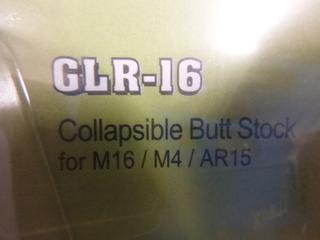 GLR-16
Collapsible Butt Stock
for M16 / M4 / AR15